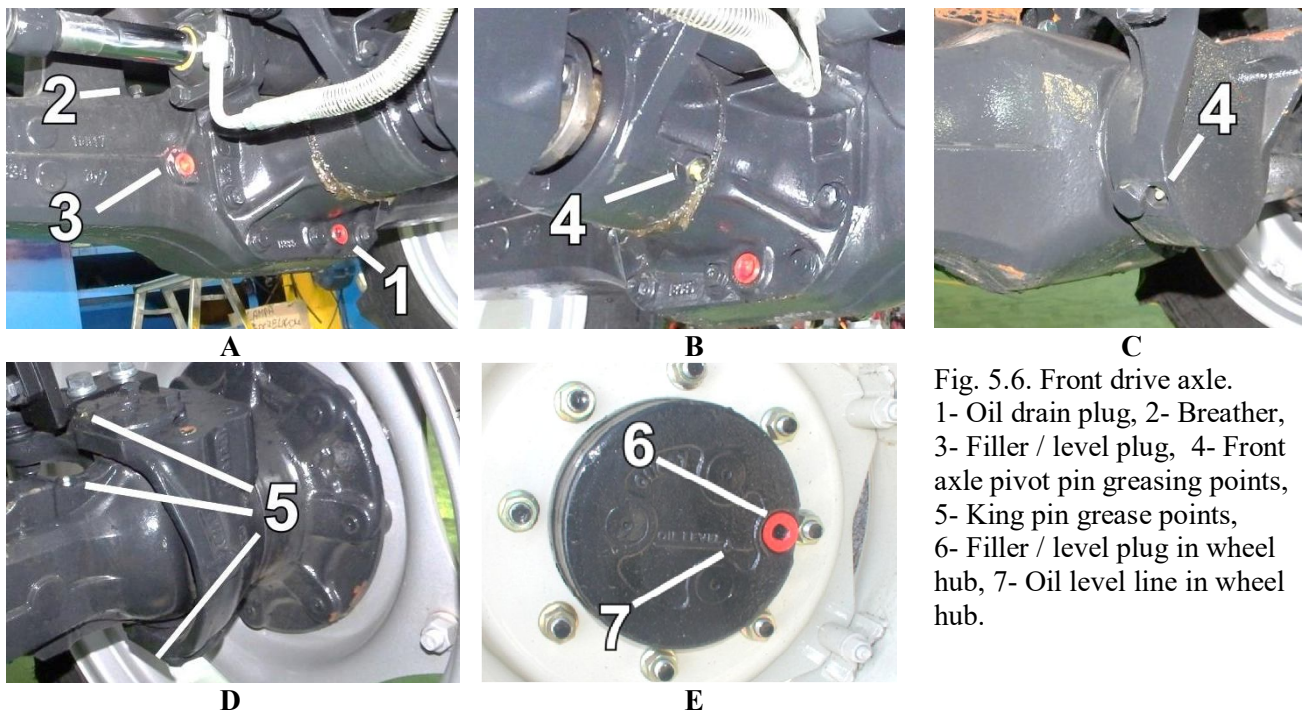 2
3
1
A
4
B
4
C
5
D
6
OIL LEVEL
7
E
Fig. 5.6. Front drive axle.
1- Oil drain plug, 2- Breather,
3- Filler / level plug, 4- Front
axle pivot pin greasing points,
5- King pin grease points,
6- Filler / level plug in wheel
hub, 7- Oil level line in wheel
hub.